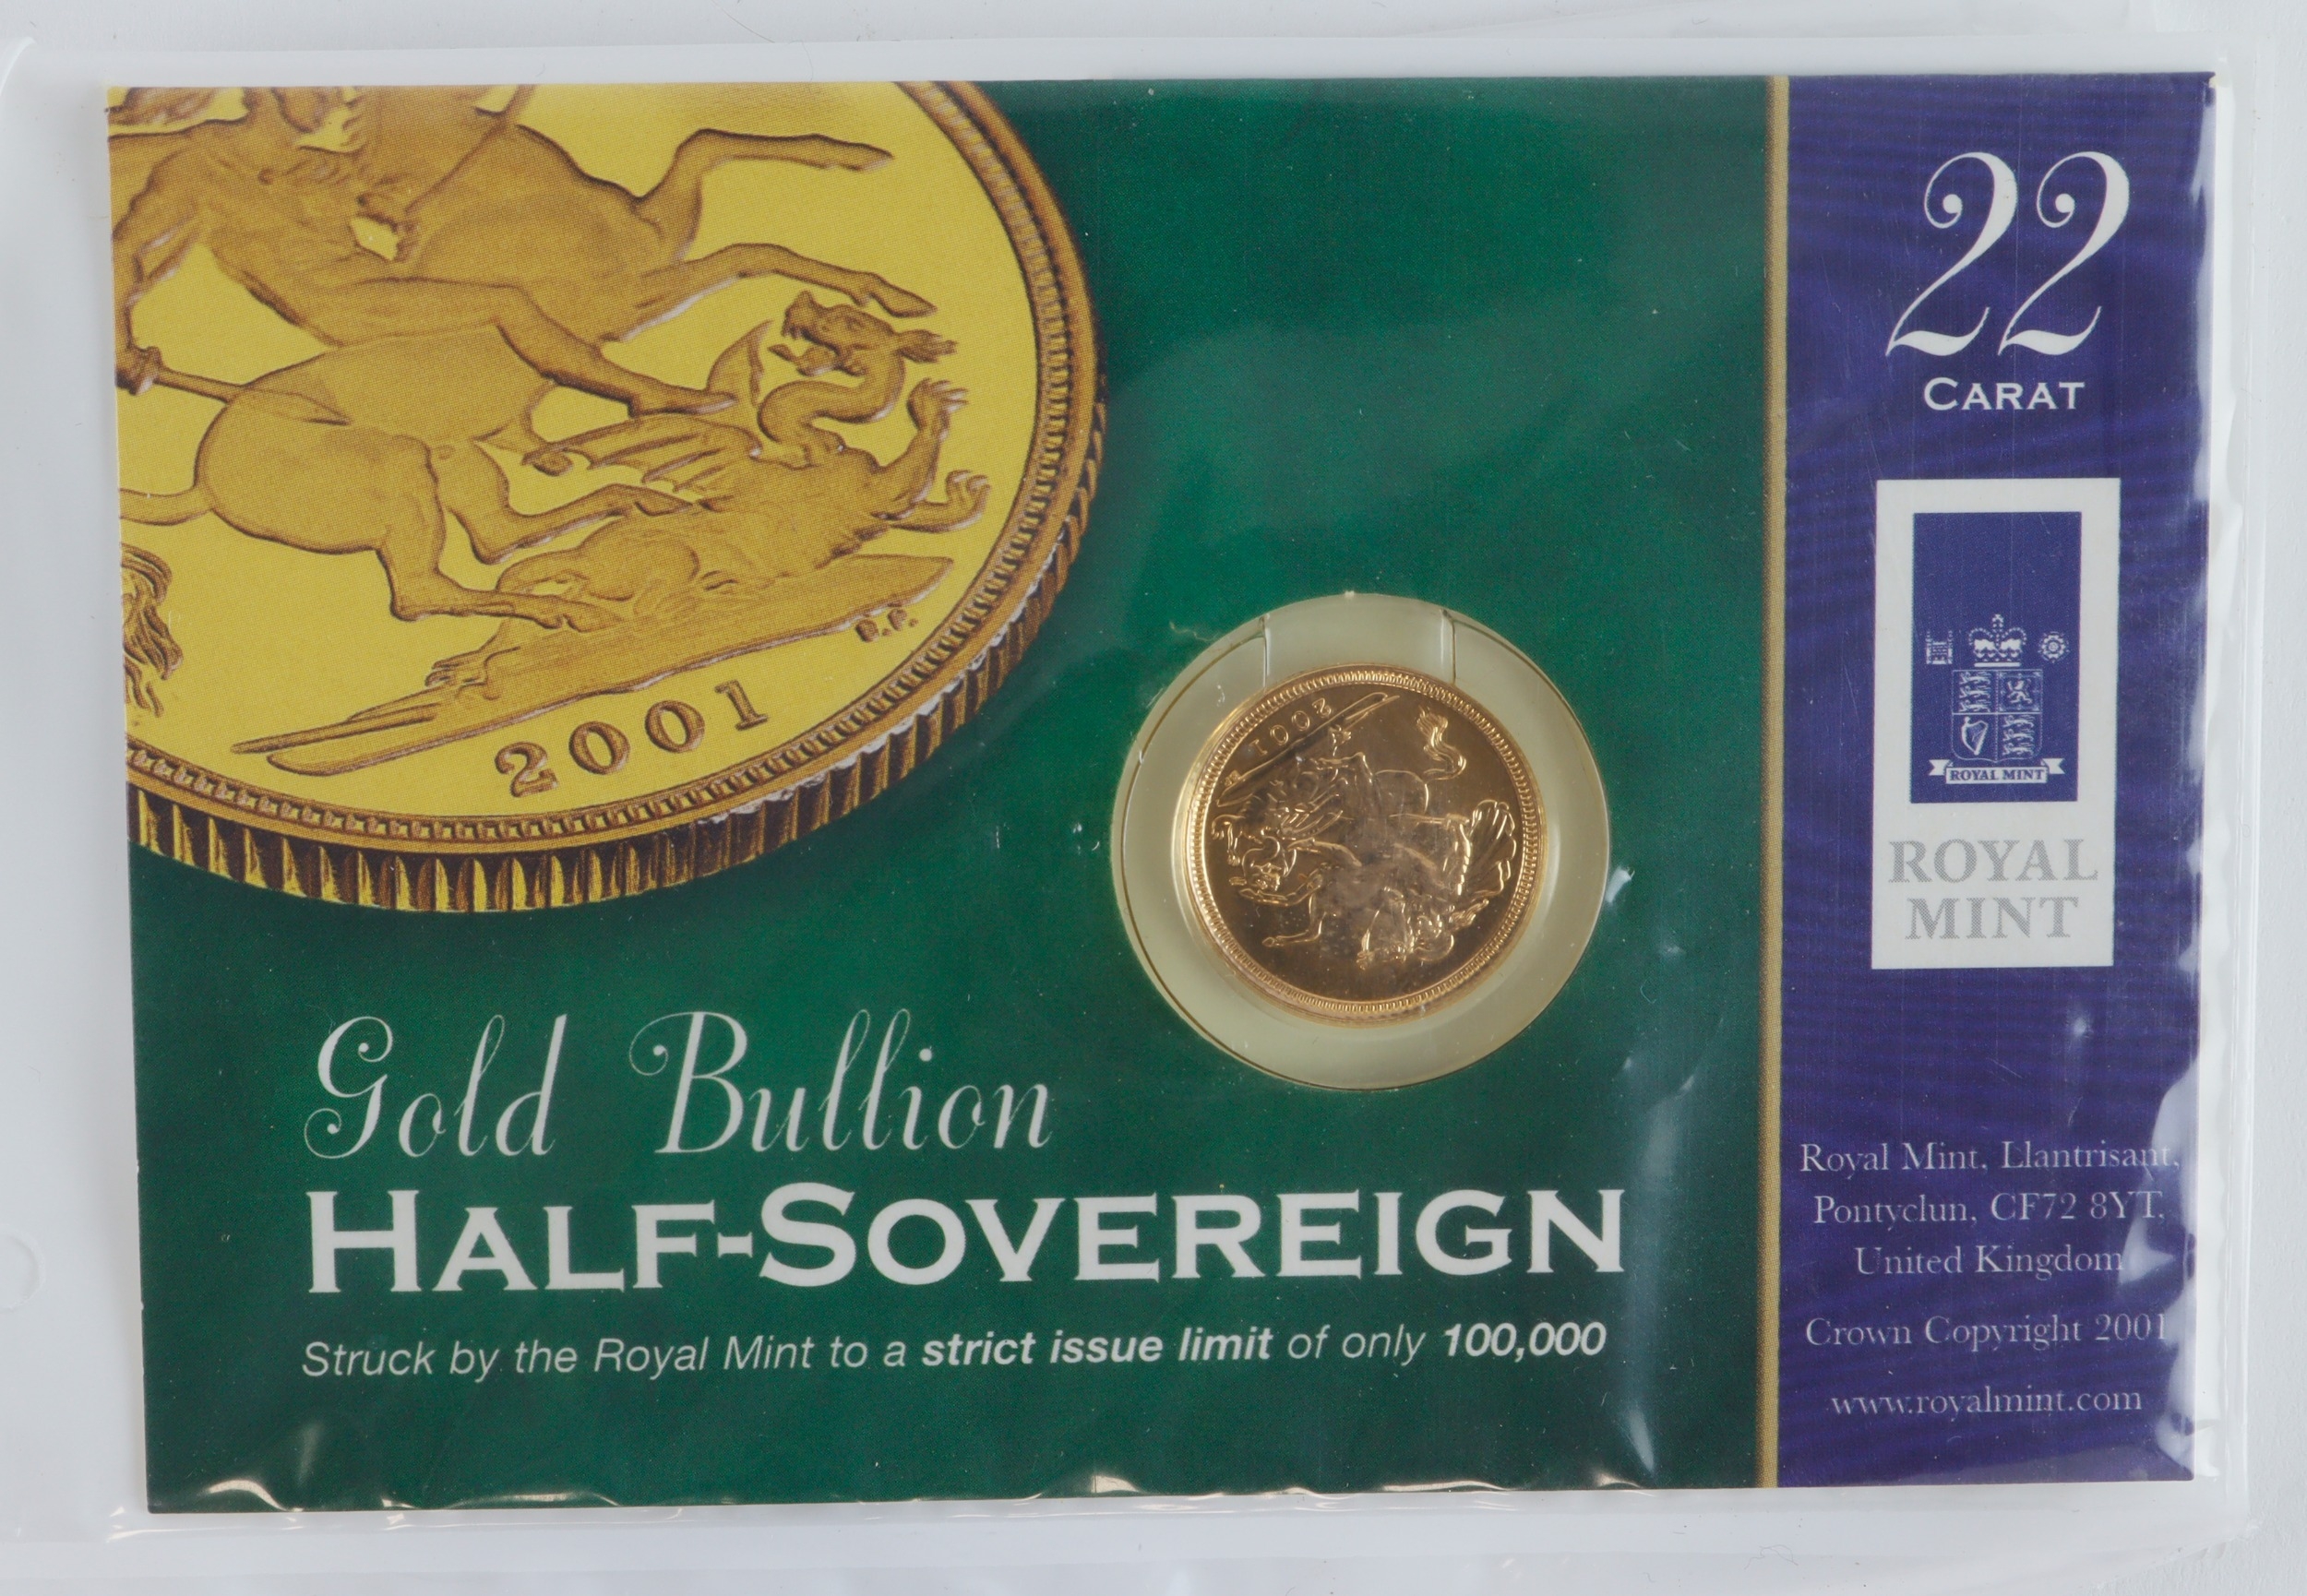 B.P.
2001
2001
Gold Bullion
HALF-SOVEREIGN
Struck by the Royal Mint to a strict issue limit of only 100,000
22
CARAT
ROYAL MINT
ROYAL
MINT
Royal Mint, Llantrisant,
Pontyclun, CF72 8YT,
United Kingdom
Crown Copyright 2001
www.royalmint.com